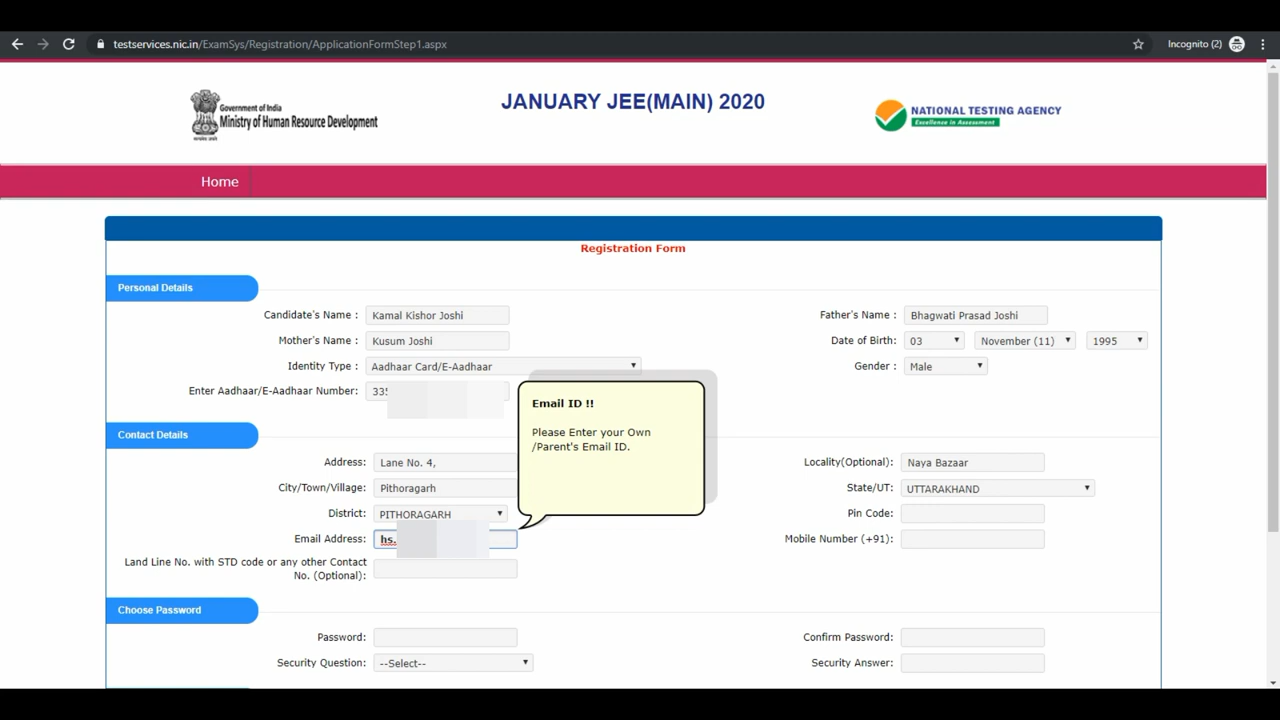 testservices.nic.in/ExamSys/Registration/ApplicationFormStep1.aspx
Incognito (2)
Government of India
Ministry of Human Resource Development
JANUARY JEE(MAIN) 2020
NATIONAL TESTING AGENCY
Excellence in Assessment
Home
Registration Form
Personal Details
Candidate's Name : Kamal Kishor Joshi
Father's Name : Bhagwati Prasad Joshi
Mother's Name : Kusum Joshi
Date of Birth: 03 November (11) 1995
Identity Type : Aadhaar Card/E-Aadhaar
Gender : Male
Enter Aadhaar/E-Aadhaar Number: 335
Email ID !!
Please Enter your Own
/Parent's Email ID.
Contact Details
Address: Lane No. 4,
Locality(Optional): Naya Bazaar
City/Town/Village: Pithoragarh
State/UT: UTTARAKHAND
District: PITHORAGARH
Pin Code:
Email Address: hs.
Mobile Number (+91):
Land Line No. with STD code or any other Contact
No. (Optional):
Choose Password
Password:
Confirm Password:
Security Question: --Select--
Security Answer: